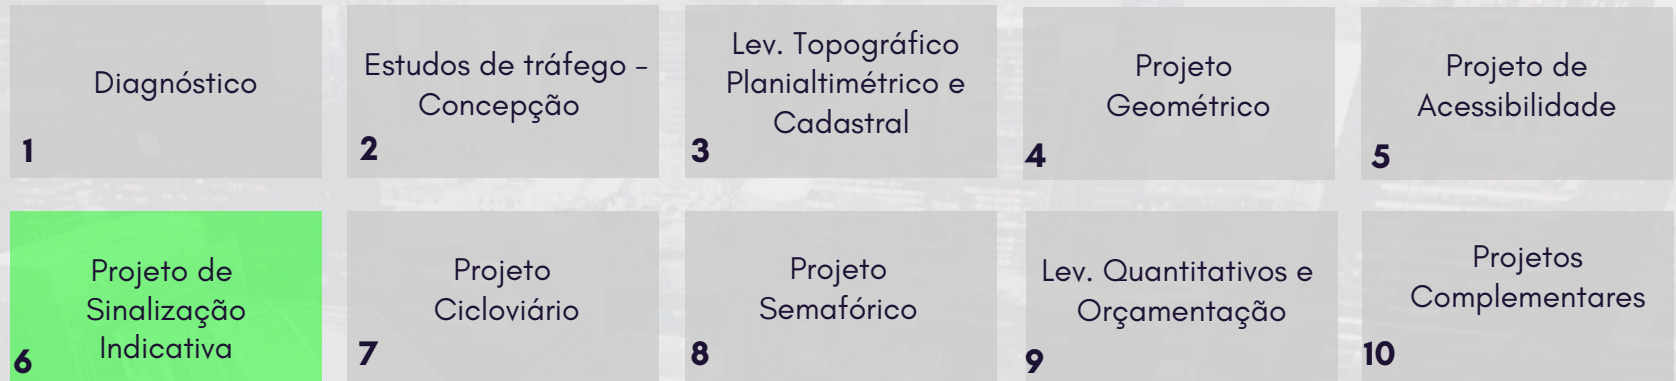 Diagnóstico
1
Estudos de tráfego -
Concepção
2
Lev. Topográfico
Planialtimétrico e
Cadastral
3
Projeto
Geométrico
4
Projeto de
Acessibilidade
5
Projeto de
Sinalização
Indicativa
6
Projeto
Cicloviário
7
Projeto
Semafórico
8
Lev. Quantitativos e
Orçamentação
9
Projetos
Complementares
10